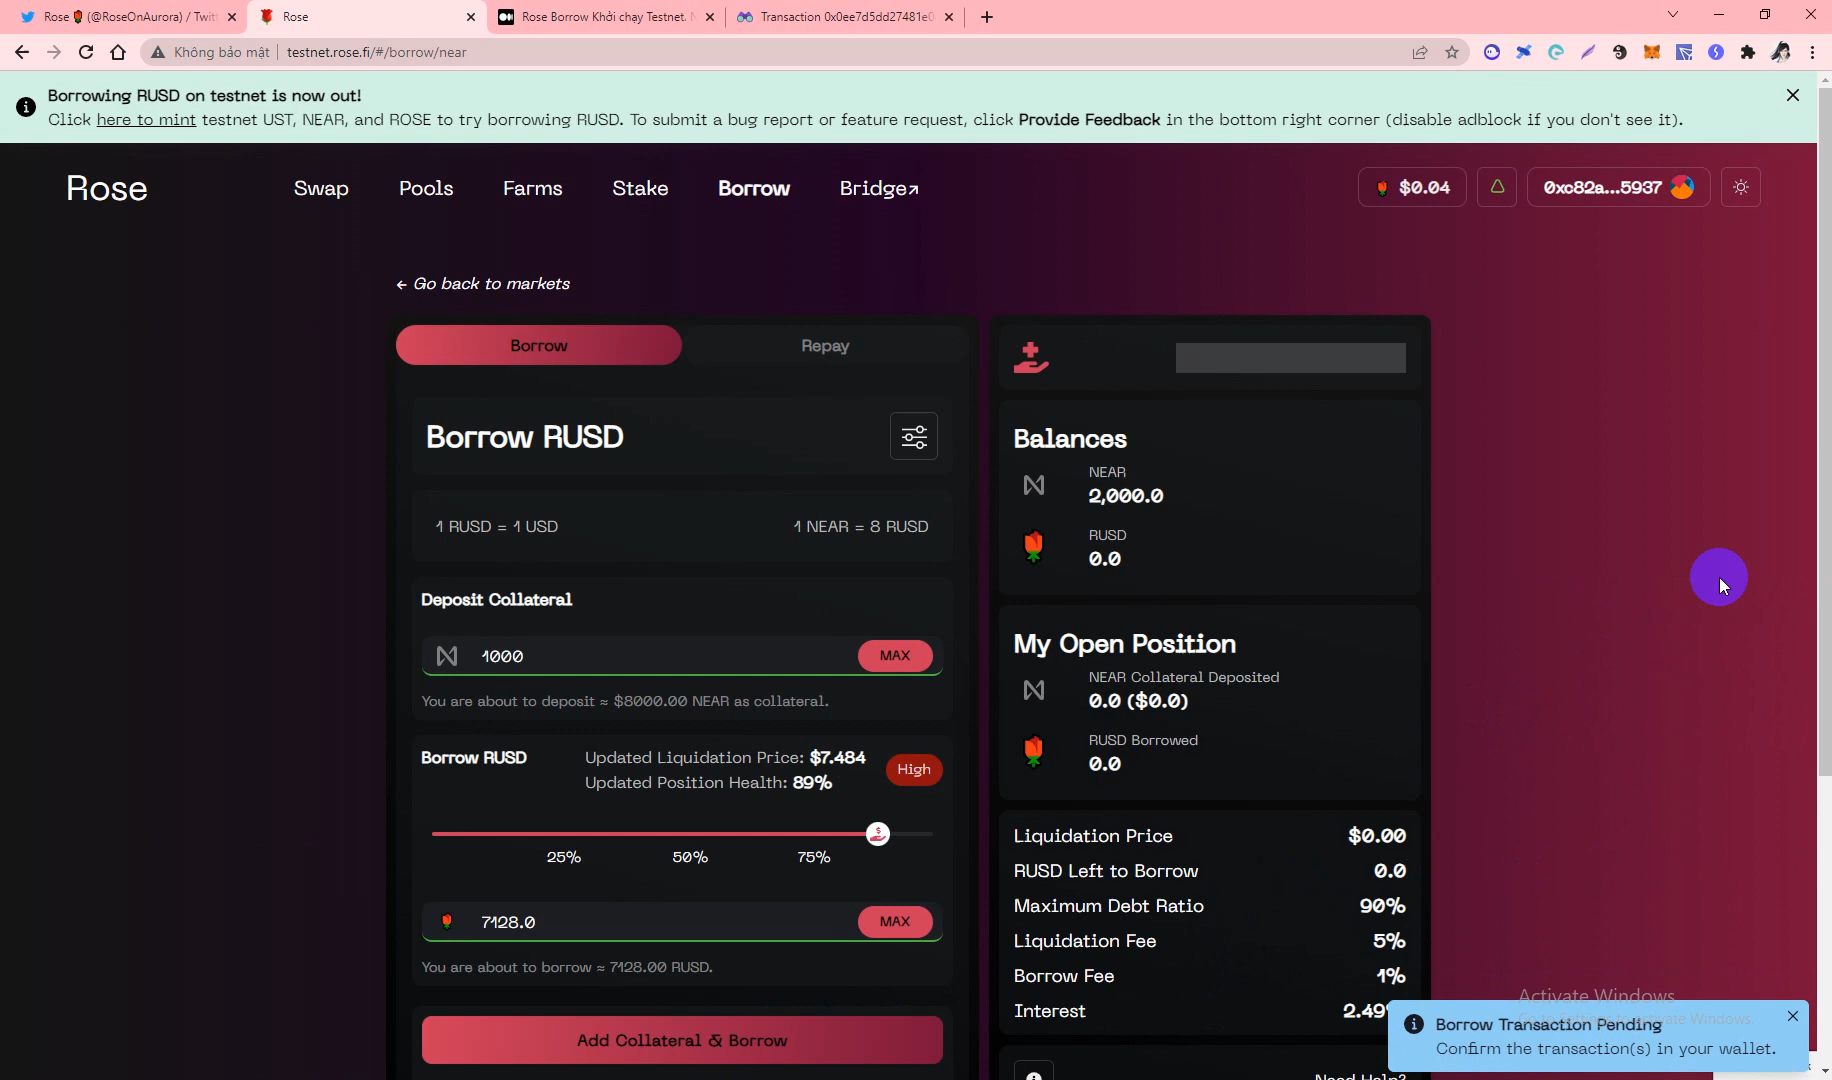 Rose (@RoseOnAurora) / Twit
Rose
Rose Borrow Khởi chạy Testnet.
Transaction 0x0ee7d5dd27481e
Không bảo mật
testnet.rose.fi/#/borrow/near
Borrowing RUSD on testnet is now out!
Click here to mint testnet UST, NEAR, and ROSE to try borrowing RUSD. To submit a bug report or feature request, click Provide Feedback in the bottom right corner (disable adblock if you don't see it).
Rose
Swap
Pools
Farms
Stake
Borrow
Bridge↗
$0.04
0xc82a...5937
← Go back to markets
Borrow
Repay
Borrow RUSD
1 RUSD = 1 USD
1 NEAR = 8 RUSD
Deposit Collateral
1000
MAX
You are about to deposit ≈ $8000.00 NEAR as collateral.
Borrow RUSD
Updated Liquidation Price: $7.484
Updated Position Health: 89%
High
25%
50%
75%
7128.0
MAX
You are about to borrow ≈ 7128.00 RUSD.
Add Collateral & Borrow
Balances
NEAR
2,000.0
RUSD
0.0
My Open Position
NEAR Collateral Deposited
0.0 ($0.0)
RUSD Borrowed
0.0
Liquidation Price
$0.00
RUSD Left to Borrow
0.0
Maximum Debt Ratio
90%
Liquidation Fee
5%
Borrow Fee
1%
Interest
2.49
Need Help?
Activate Windows
Borrow Transaction Pending
Confirm the transaction(s) in your wallet.